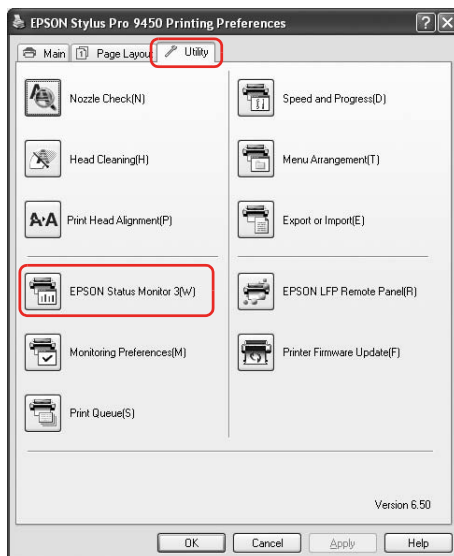 EPSON Stylus Pro 9450 Printing Preferences
Main
Page Layout
Utility
Nozzle Check(N)
Speed and Progress(D)
Head Cleaning(H)
Menu Arrangement(T)
Print Head Alignment(P)
Export or Import(E)
EPSON Status Monitor 3(W)
EPSON LFP Remote Panel(R)
Monitoring Preferences(M)
Printer Firmware Update(F)
Print Queue(S)
Version 6.50
OK
Cancel
Apply
Help